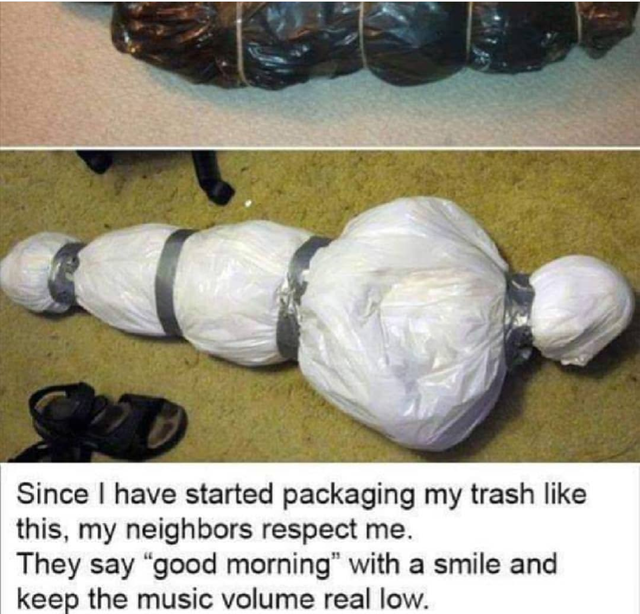 Since I have started packaging my trash like
this, my neighbors respect me.
They say “good morning” with a smile and
keep the music volume real low.